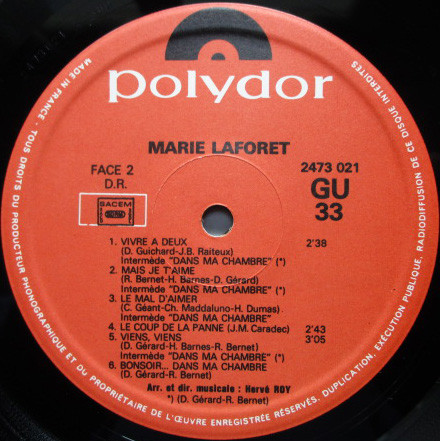 polydor
MARIE LAFORET
FACE 2
D.R.
SACEM
2473 021
GU
33
1. VIVRE A DEUX 2'38
(D. Guichard-J.B. Raiteux)
Intermède "DANS MA CHAMBRE" (*)
2. MAIS JE T'AIME
(R. Bernet-H. Barnes-D. Gérard)
Intermède "DANS MA CHAMBRE" (*)
3. LE MAL D'AIMER
(C. Géant-Ch. Maddaluno-H. Dumas)
Intermède "DANS MA CHAMBRE"
4. LE COUP DE LA PANNE (J.M. Caradec) 2'43
5. VIENS, VIENS 3'05
(D. Gérard-H. Barnes-R. Bernet)
Intermède "DANS MA CHAMBRE" (*)
6. BONSOIR... DANS MA CHAMBRE
(D. Gérard-R. Bernet)
Arr. et dir. musicale : Hervé ROY
*) (D. Gérard-R. Bernet)
MADE IN FRANCE - TOUS DROITS DU PRODUCTEUR PHONOGRAPHIQUE ET DU PROPRIÉTAIRE DE L'ŒUVRE ENREGISTRÉE RÉSERVÉS. DUPLICATION, EXÉCUTION PUBLIQUE, RADIODIFFUSION DE CE DISQUE INTERDITES